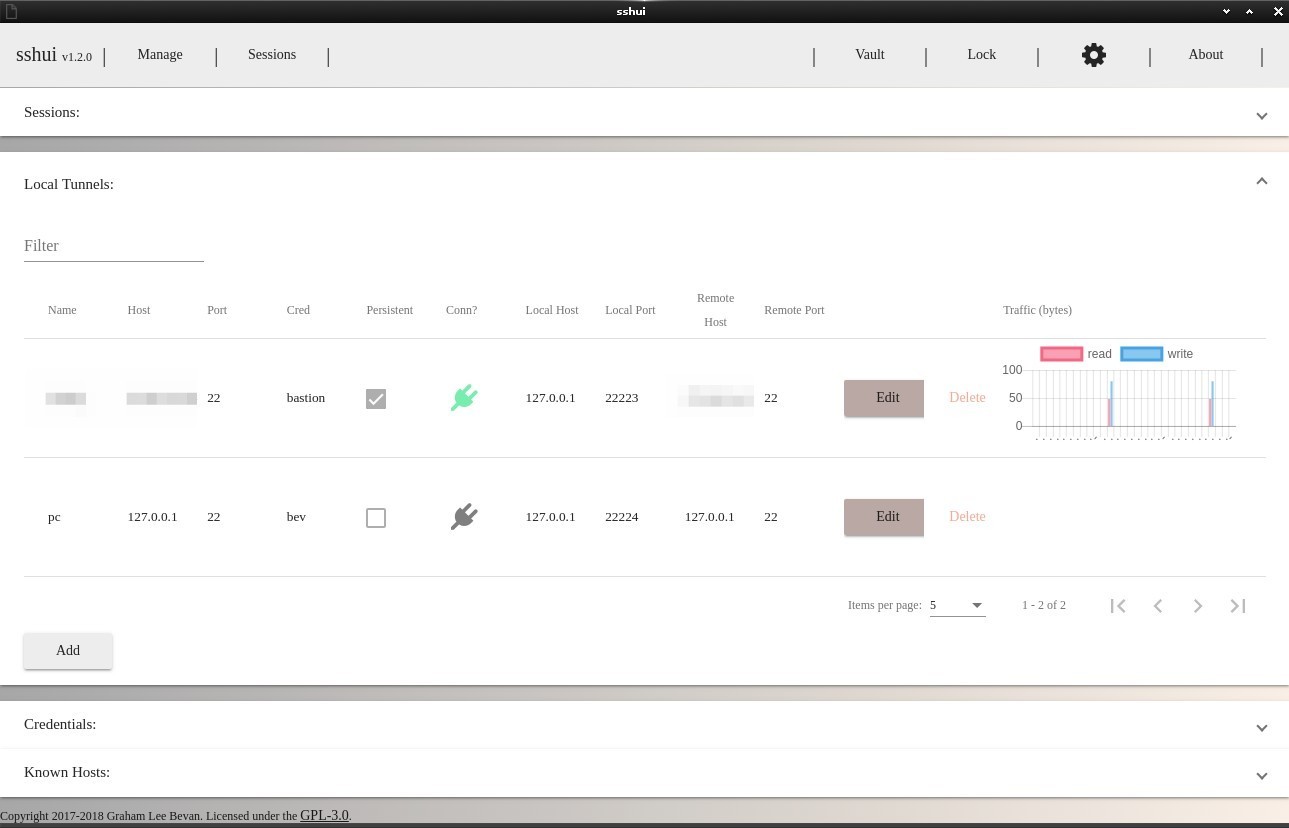 sshui
sshui v1.2.0 | Manage | Sessions | | Vault | Lock | | About |
Sessions:
Local Tunnels:
Filter
Name Host Port Cred Persistent Conn? Local Host Local Port Remote Host Remote Port Traffic (bytes)
read write
100
50
0
22 bastion 127.0.0.1 22223 22 Edit Delete
pc 127.0.0.1 22 bev 127.0.0.1 22224 127.0.0.1 22 Edit Delete
Items per page: 5 1 - 2 of 2
Add
Credentials:
Known Hosts:
Copyright 2017-2018 Graham Lee Bevan. Licensed under the GPL-3.0.